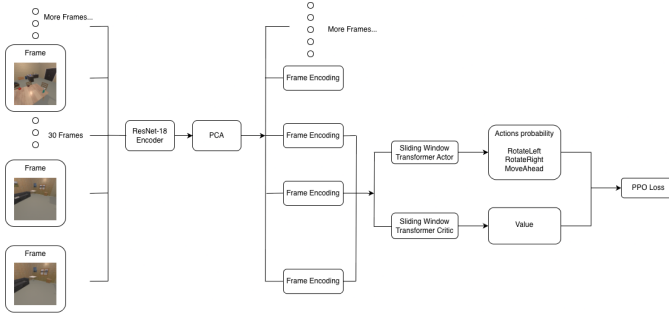 More Frames...
Frame
30 Frames
Frame
Frame
ResNet-18
Encoder
PCA
More Frames...
Frame Encoding
Frame Encoding
Frame Encoding
Frame Encoding
Sliding Window
Transformer Actor
Sliding Window
Transformer Critic
Actions probability
RotateLeft
RotateRight
MoveAhead
Value
PPO Loss